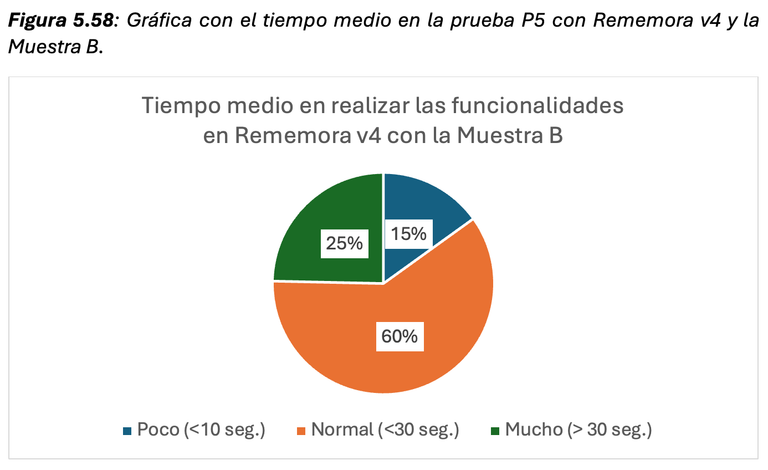 Figura 5.58: Gráfica con el tiempo medio en la prueba P5 con Rememora v4 y la
Muestra B.
Tiempo medio en realizar las funcionalidades
en Rememora v4 con la Muestra B
15%
25%
60%
Poco (<10 seg.) Normal (<30 seg.) Mucho (> 30 seg.)